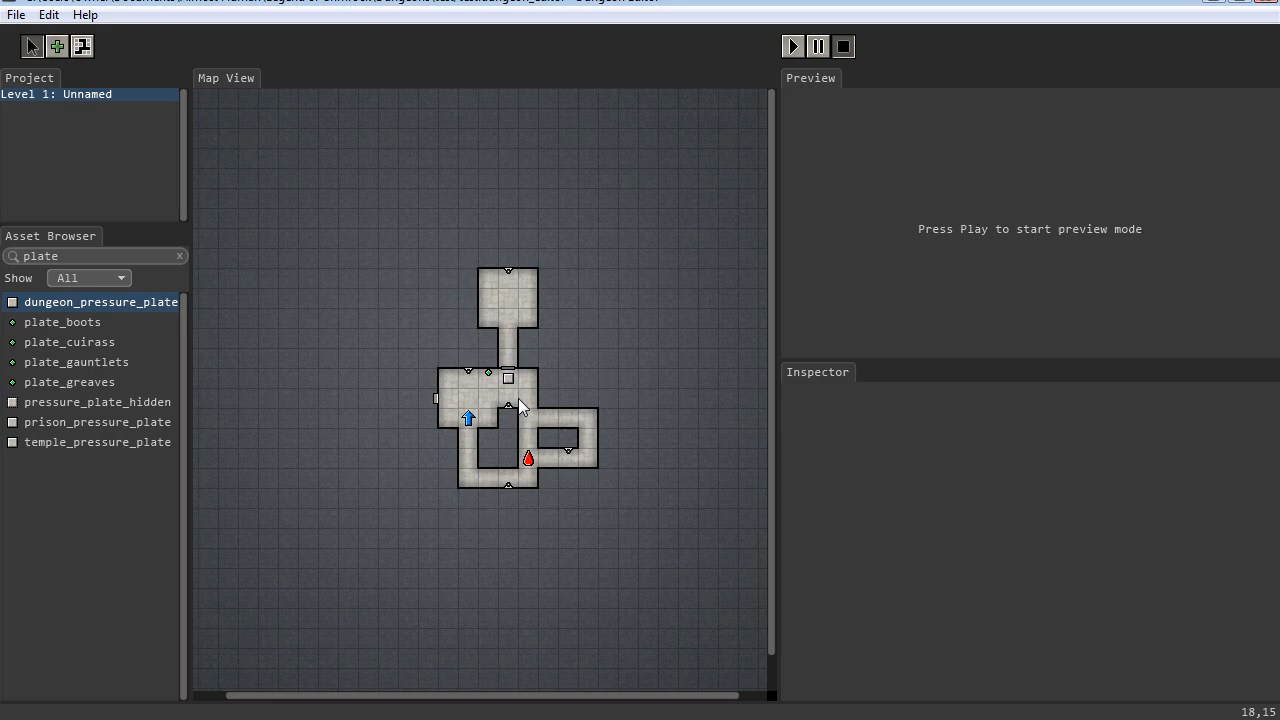 File Edit Help
Project
Map View
Preview
Level 1: Unnamed
Asset Browser
plate x
Show All
Press Play to start preview mode
dungeon_pressure_plate
plate_boots
plate_cuirass
plate_gauntlets
plate_greaves
pressure_plate_hidden
prison_pressure_plate
temple_pressure_plate
Inspector
18,15